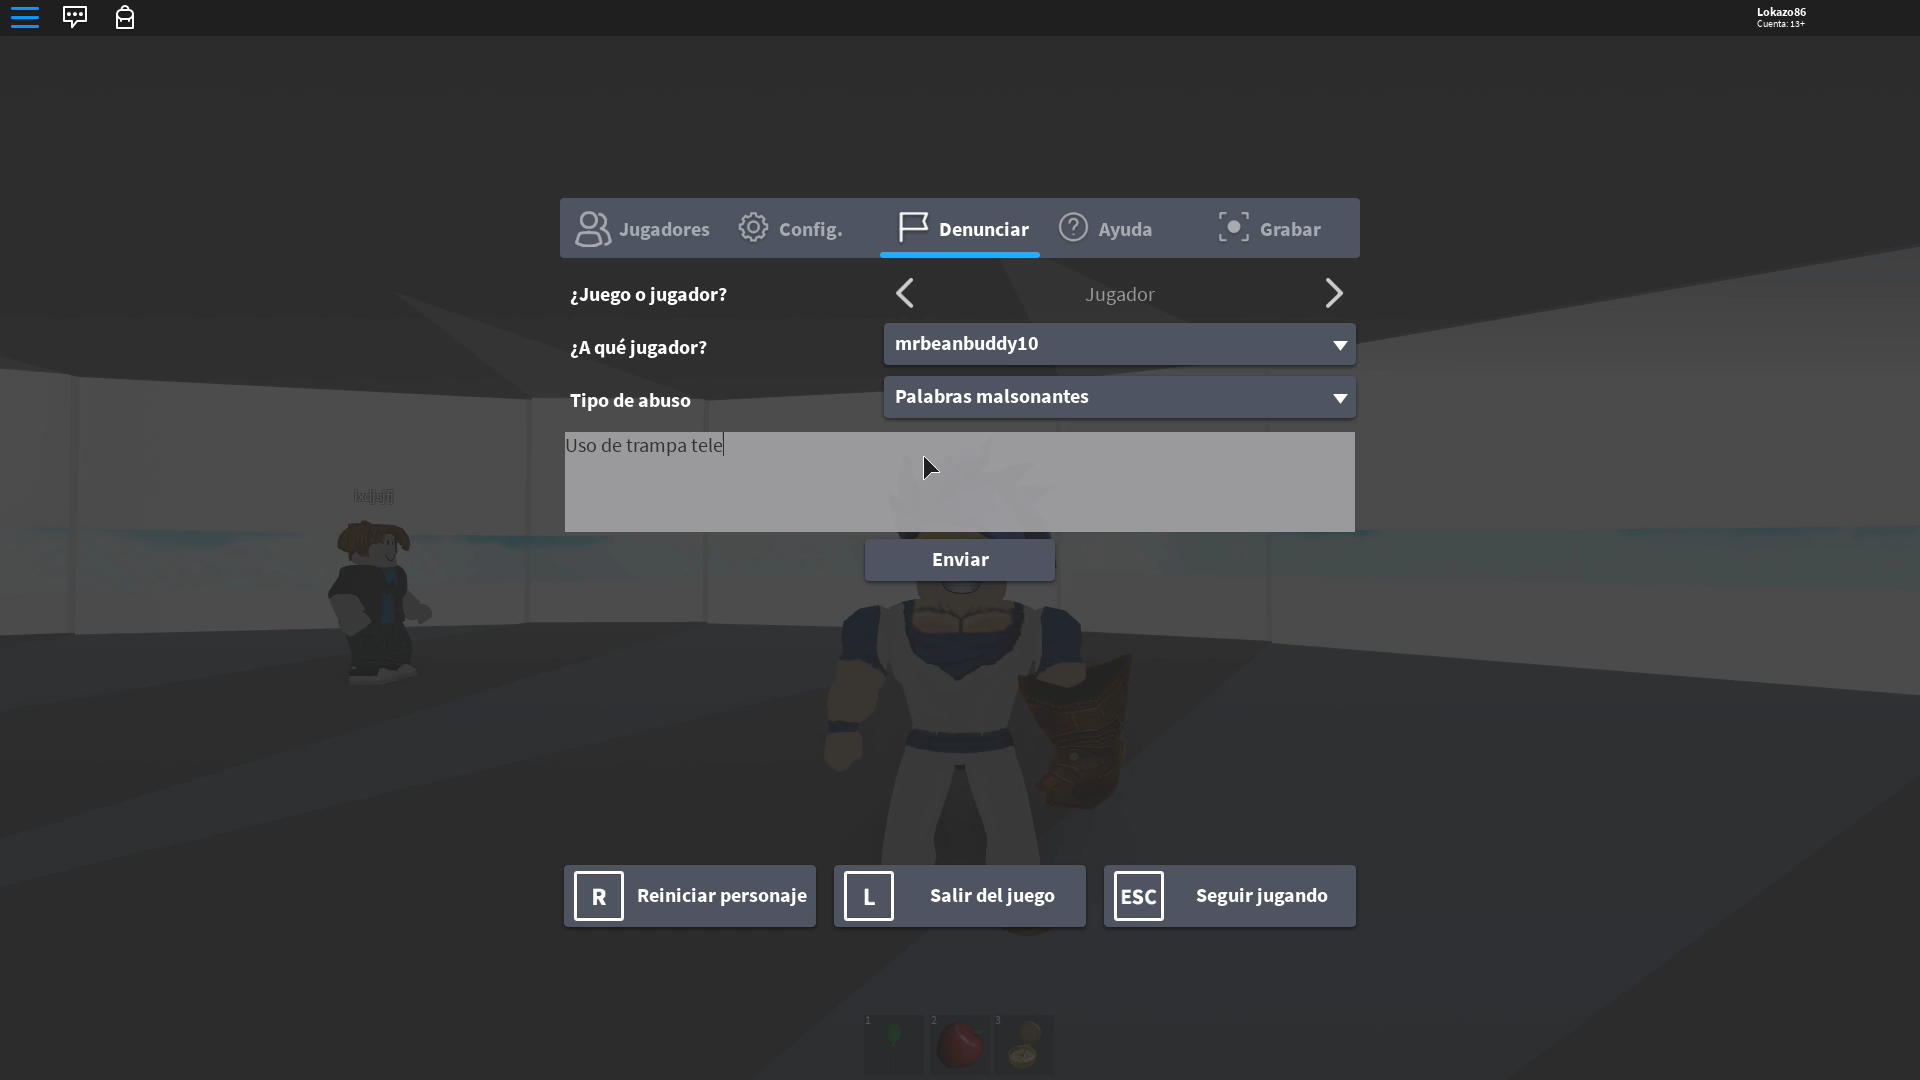 Lokazo86
Cuenta: 13+
Jugadores
Config.
Denunciar
Ayuda
Grabar
¿Juego o jugador?
Jugador
¿A qué jugador?
mrbeanbuddy10
Tipo de abuso
Palabras malsonantes
Uso de trampa tele
Enviar
R
Reiniciar personaje
L
Salir del juego
ESC
Seguir jugando
1
2
3